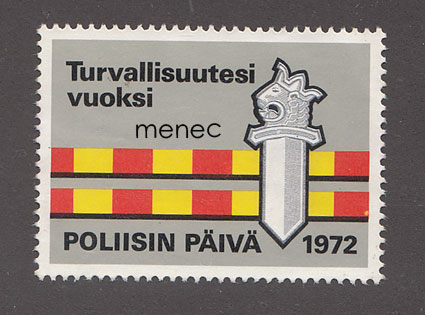 Turvallisuutesi
vuoksi
menec
POLIISIN PÄIVÄ 1972